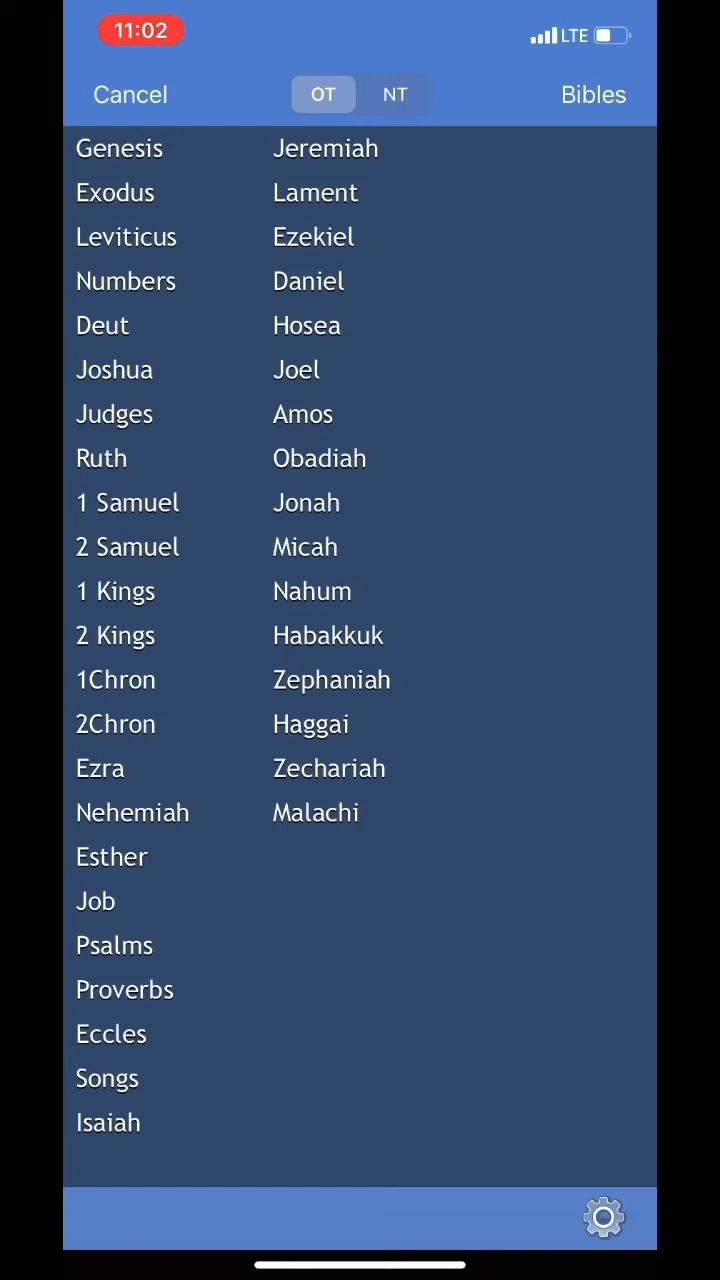 11:02 LTE
Cancel OT NT Bibles
Genesis
Exodus
Leviticus
Numbers
Deut
Joshua
Judges
Ruth
1 Samuel
2 Samuel
1 Kings
2 Kings
1Chron
2Chron
Ezra
Nehemiah
Esther
Job
Psalms
Proverbs
Eccles
Songs
Isaiah
Jeremiah
Lament
Ezekiel
Daniel
Hosea
Joel
Amos
Obadiah
Jonah
Micah
Nahum
Habakkuk
Zephaniah
Haggai
Zechariah
Malachi